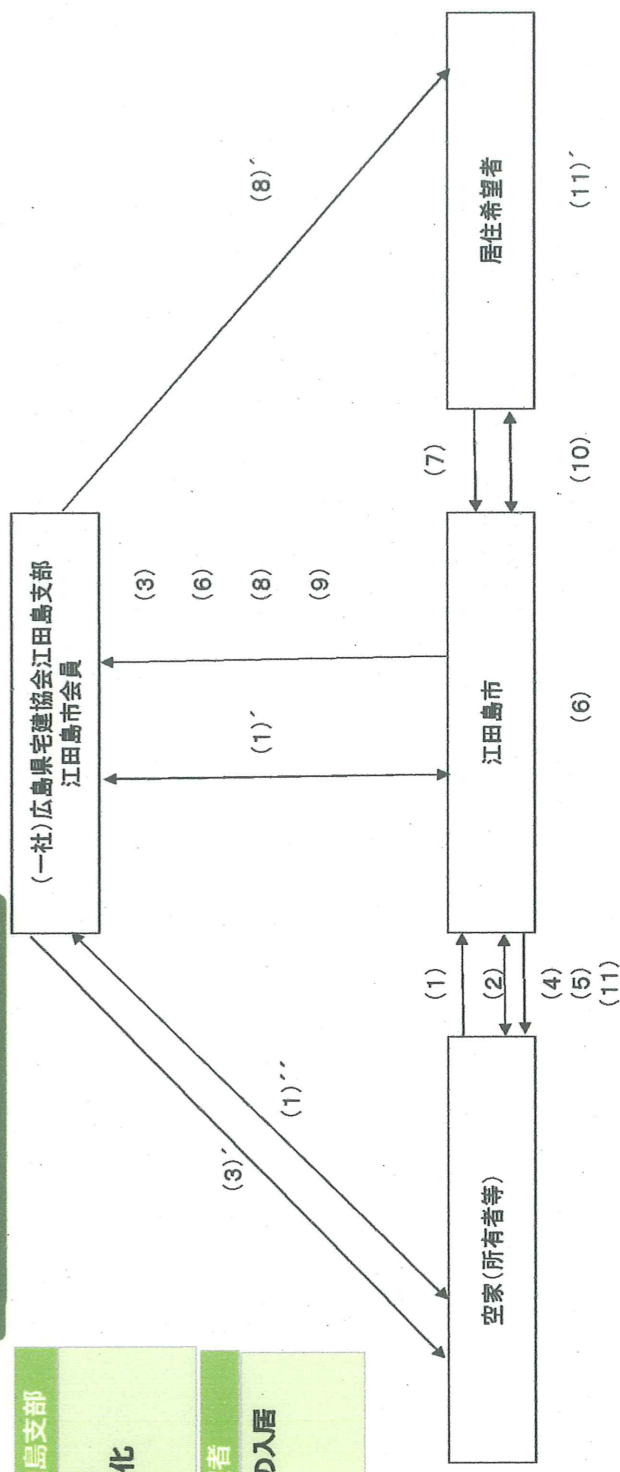 島支部
化
者
の入居
(一社)広島県宅建協会江田島支部
江田島市会員
(8)´
(3)
(6)
(8)
(9)
(1)´
(3)´
(1)´´
空家(所有者等)
(1)
(2)
(4)
(5)
(11)
江田島市
(6)
(7)
(10)
居住希望者
(11)´